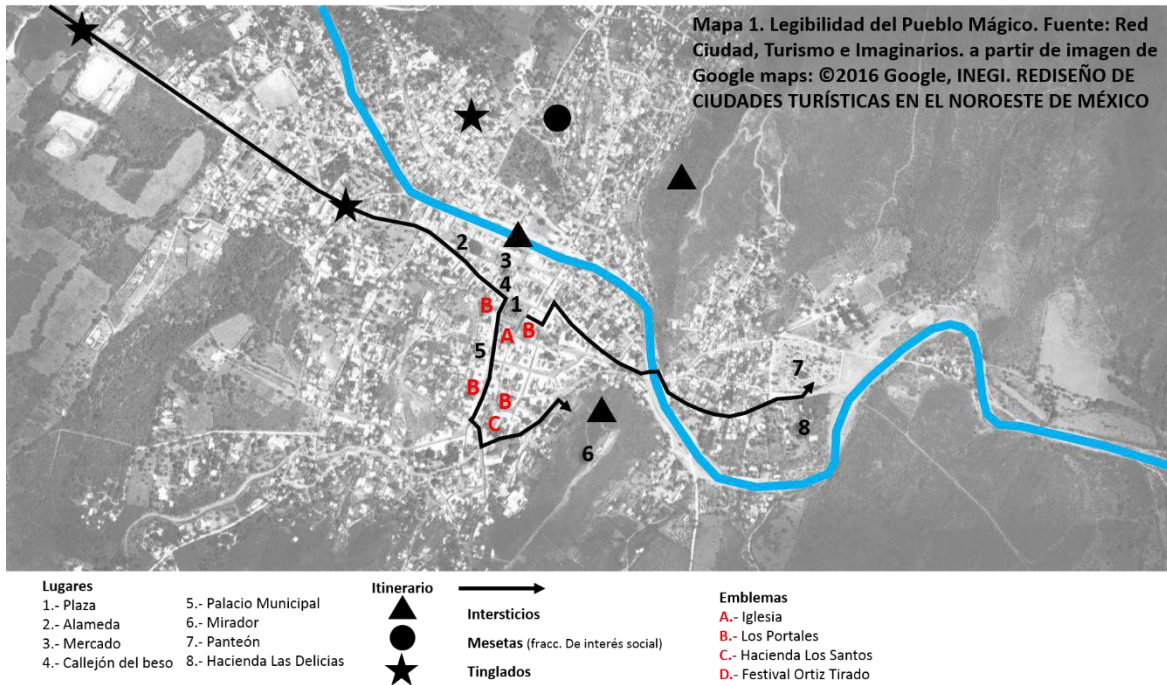 Mapa 1. Legibilidad del Pueblo Mágico. Fuente: Red
Ciudad, Turismo e Imaginarios. a partir de imagen de
Google maps: ©2016 Google, INEGI. REDISEÑO DE
CIUDADES TURÍSTICAS EN EL NOROESTE DE MÉXICO
2
3
4
B
1
A
B
5
7
B
B
C
8
6
Lugares
1.- Plaza
2.- Alameda
3.- Mercado
4.- Callejón del beso
5.- Palacio Municipal
6.- Mirador
7.- Panteón
8.- Hacienda Las Delicias
Itinerario
Intersticios
Mesetas (fracc. De interés social)
Tinglados
Emblemas
A.- Iglesia
B.- Los Portales
C.- Hacienda Los Santos
D.- Festival Ortiz Tirado